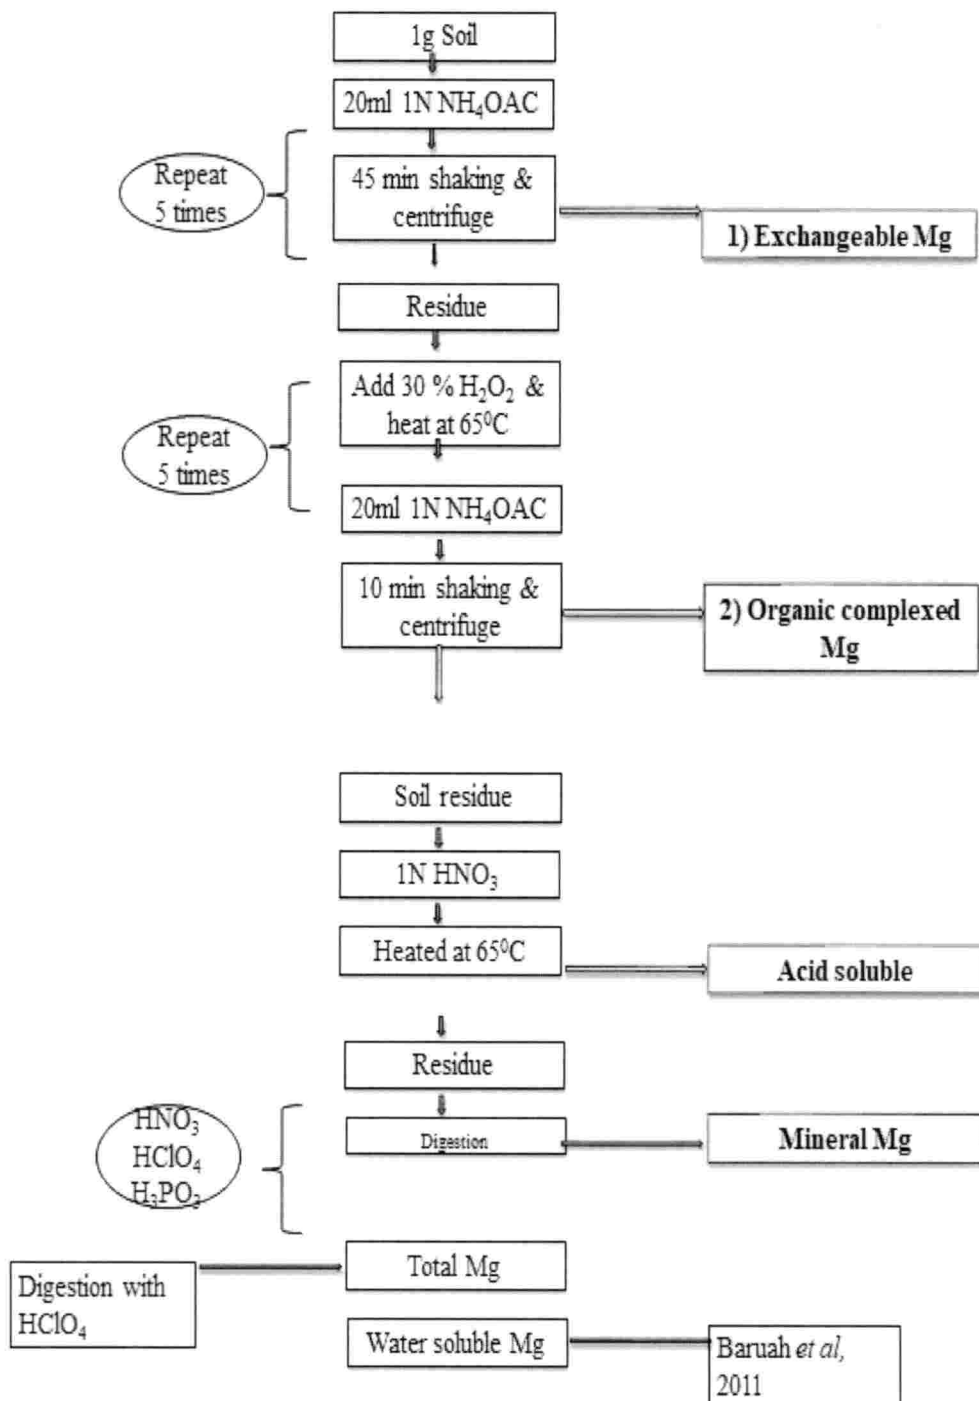 1g Soil
20ml 1N NH₄OAC
Repeat
5 times
45 min shaking &
centrifuge
1) Exchangeable Mg
Residue
Add 30 % H₂O₂ &
heat at 65⁰C
Repeat
5 times
20ml 1N NH₄OAC
10 min shaking &
centrifuge
2) Organic complexed
Mg
Soil residue
1N HNO₃
Heated at 65⁰C
Acid soluble
Residue
HNO₃
HClO₄
H₃PO₃
Digestion
Mineral Mg
Total Mg
Digestion with
HClO₄
Water soluble Mg
Baruah et al,
2011